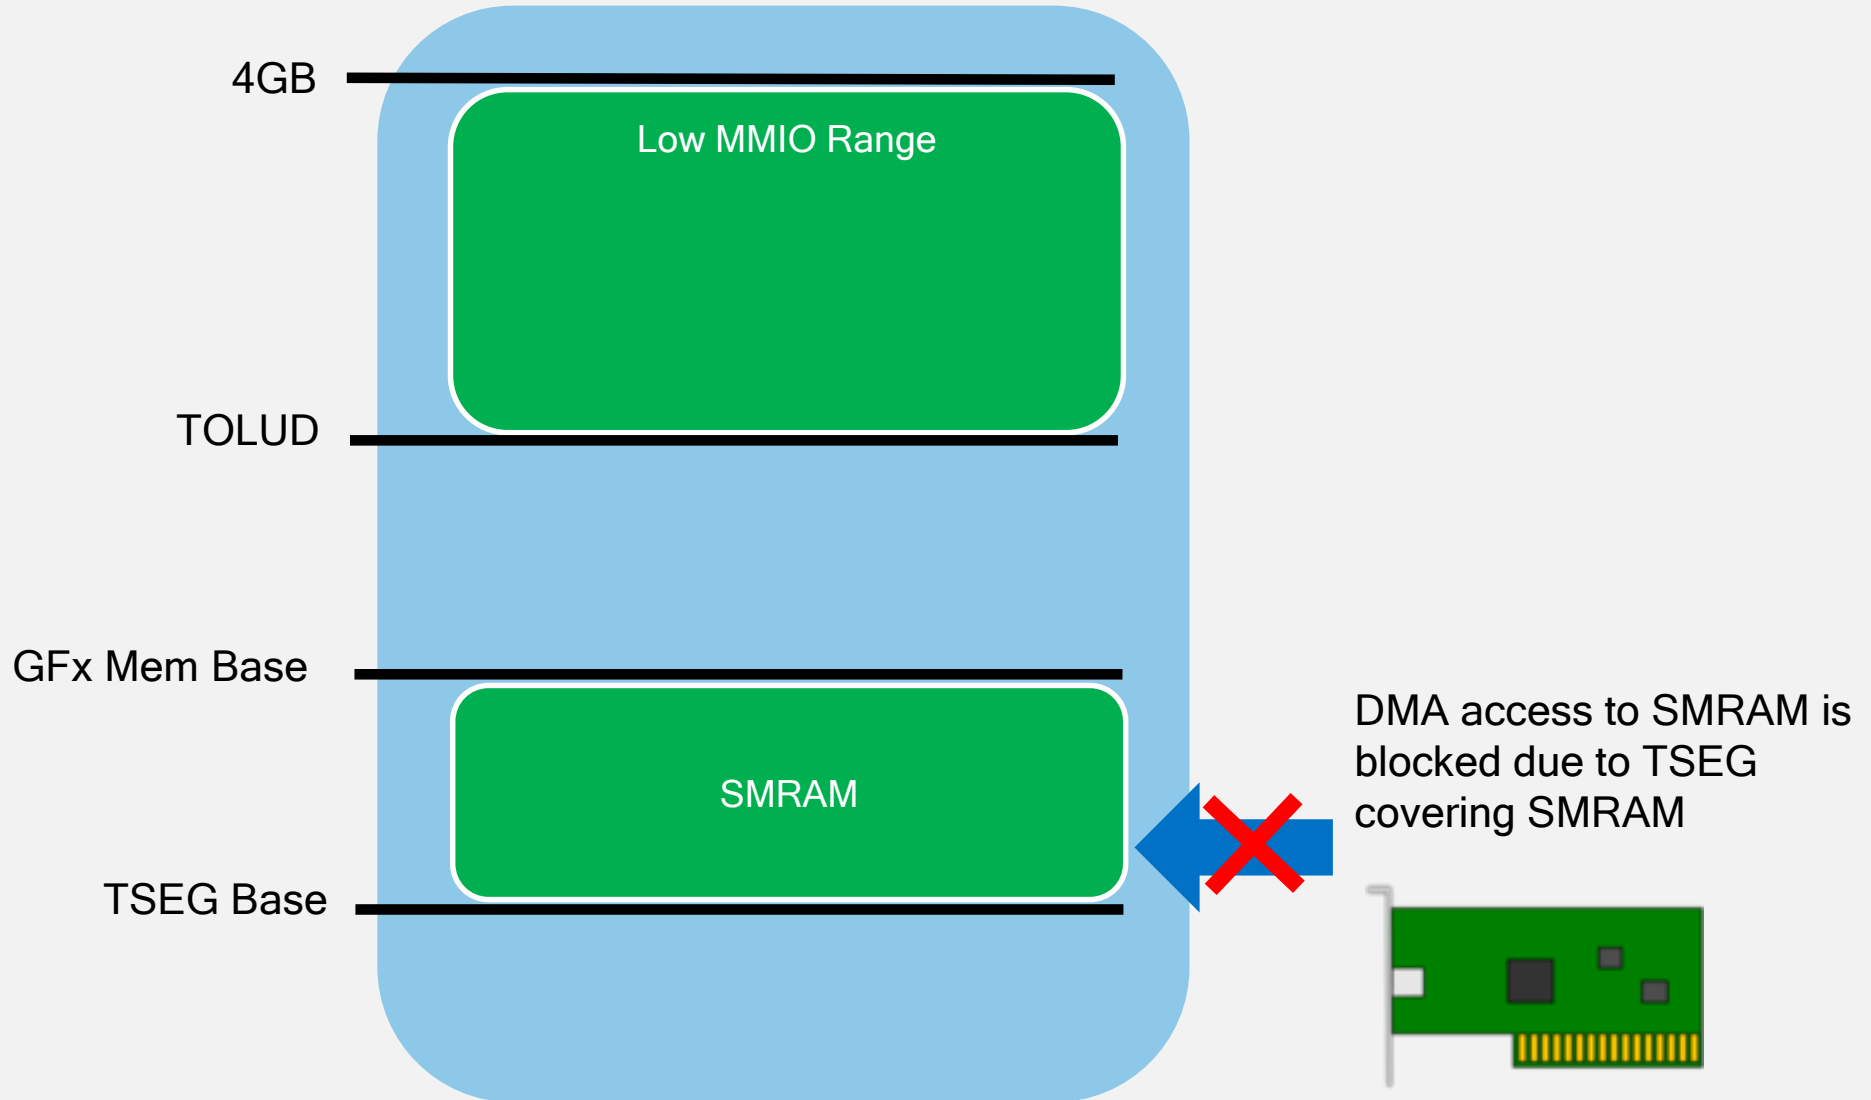 4GB
Low MMIO Range
TOLUD
GFx Mem Base
DMA access to SMRAM is
blocked due to TSEG
covering SMRAM
SMRAM
TSEG Base